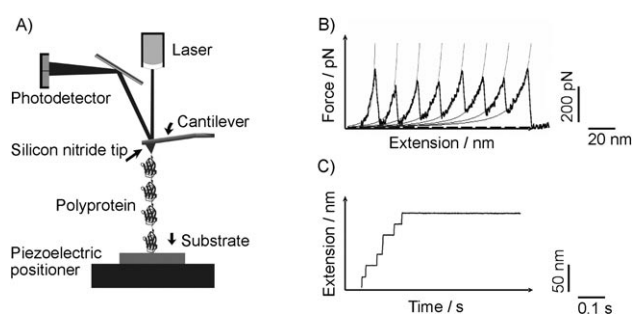 A)
Laser
Photodetector
Cantilever
Silicon nitride tip
Polyprotein
Substrate
Piezoelectric
positioner
B)
Force / pN
Extension / nm
200 pN
20 nm
C)
Extension / nm
Time / s
50 nm
0.1 s